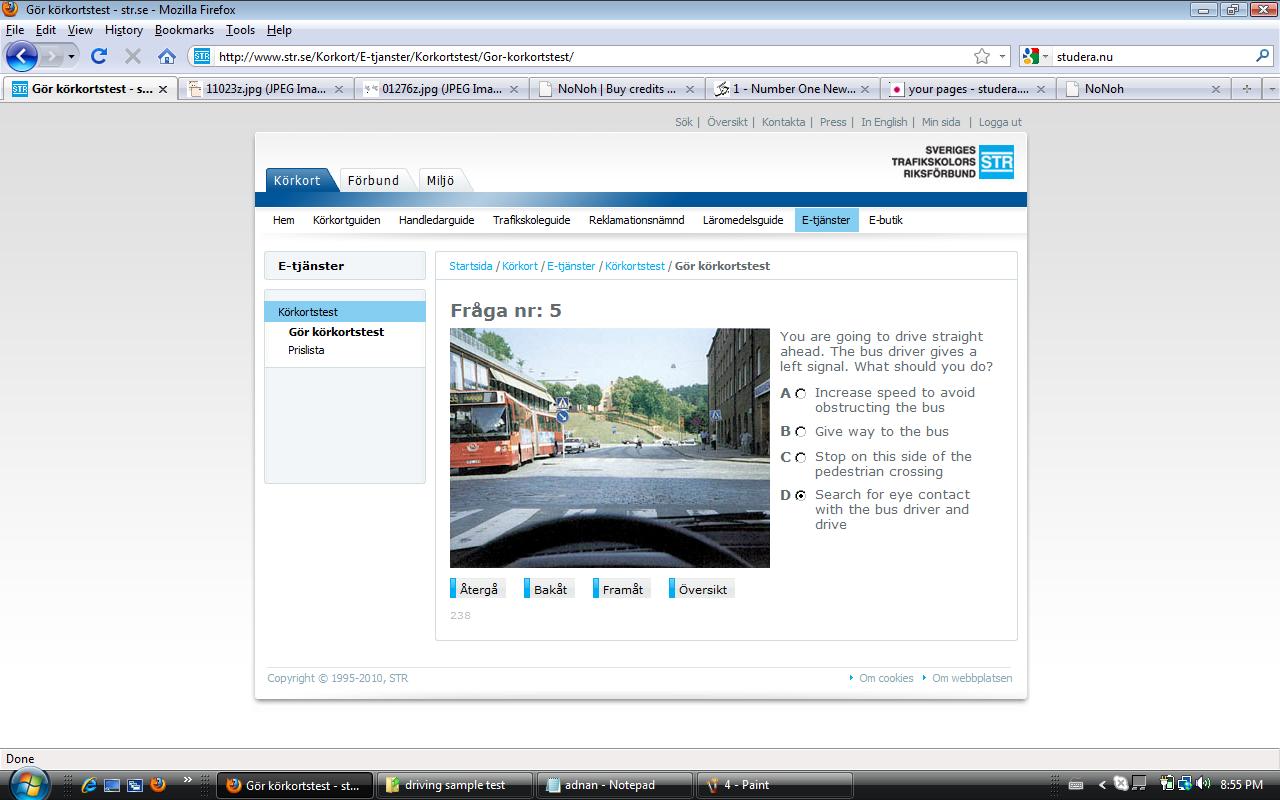 Gör körkortstest - str.se - Mozilla Firefox
File Edit View History Bookmarks Tools Help
STR http://www.str.se/Korkort/E-tjanster/Korkortstest/Gor-korkortstest/ studera.nu
STR Gör körkortstest - s... 11023z.jpg (JPEG Ima... 01276z.jpg (JPEG Ima... NoNoh | Buy credits ... 1 - Number One New... your pages - studera.... NoNoh
Sök | Översikt | Kontakta | Press | In English | Min sida | Logga ut
SVERIGES
TRAFIKSKOLORS STR
RIKSFÖRBUND
Körkort Förbund Miljö
Hem Körkortguiden Handledarguide Trafikskoleguide Reklamationsnämnd Läromedelsguide E-tjänster E-butik
E-tjänster
Startsida / Körkort / E-tjänster / Körkortstest / Gör körkortstest
Körkortstest
Gör körkortstest
Prislista
Fråga nr: 5
You are going to drive straight
ahead. The bus driver gives a
left signal. What should you do?
A Increase speed to avoid
obstructing the bus
B Give way to the bus
C Stop on this side of the
pedestrian crossing
D Search for eye contact
with the bus driver and
drive
Återgå Bakåt Framåt Översikt
238
Copyright © 1995-2010, STR Om cookies Om webbplatsen
Done
Gör körkortstest - st... driving sample test adnan - Notepad 4 - Paint 8:55 PM